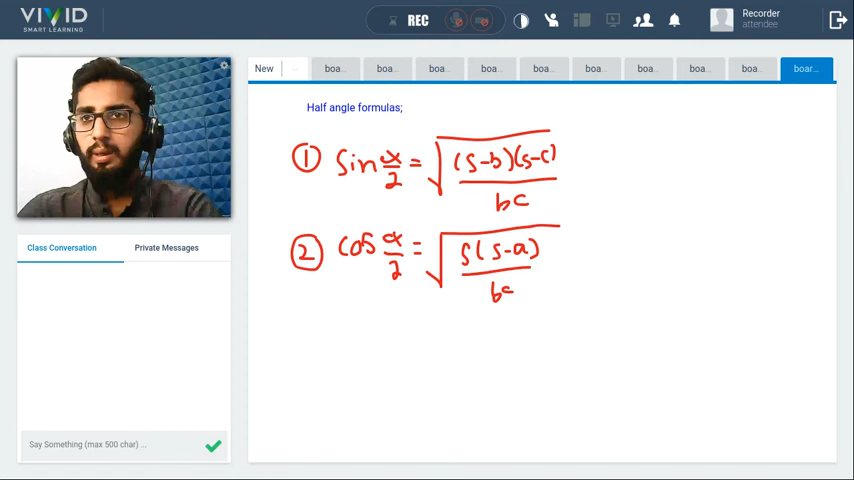 VIVID
SMART LEARNING
REC
Recorder
attendee
New
boa...
boa...
boa...
boa...
boa...
boa...
boa...
boa...
boa...
boar...
Half angle formulas;
① sin α/2 = √((s-b)(s-c)/bc)
② cos α/2 = √(s(s-a)/bc)
Class Conversation
Private Messages
Say Something (max 500 char) ...